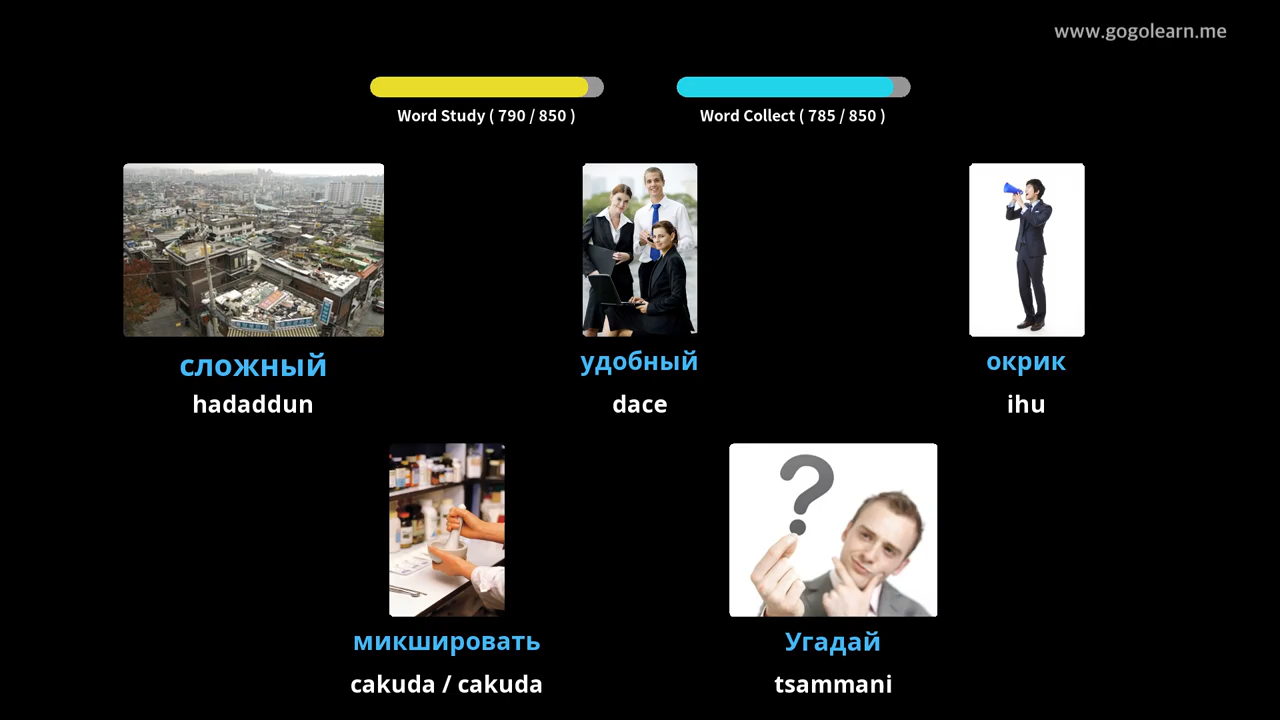 www.gogolearn.me
Word Study ( 790 / 850 )
Word Collect ( 785 / 850 )
сложный
hadaddun
удобный
dace
окрик
ihu
микшировать
cakuda / cakuda
Угадай
tsammani